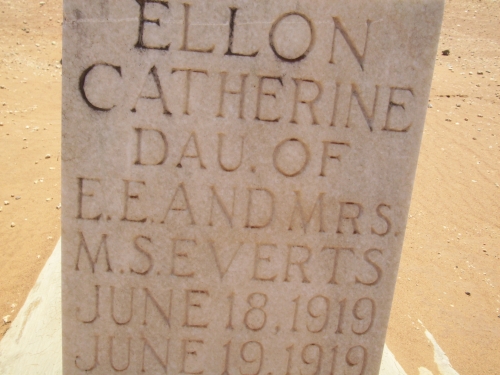 ELLON
CATHERINE
DAU. OF
E.E. AND MRS.
M.S. EVERTS
JUNE 18, 1919
JUNE 19, 1919